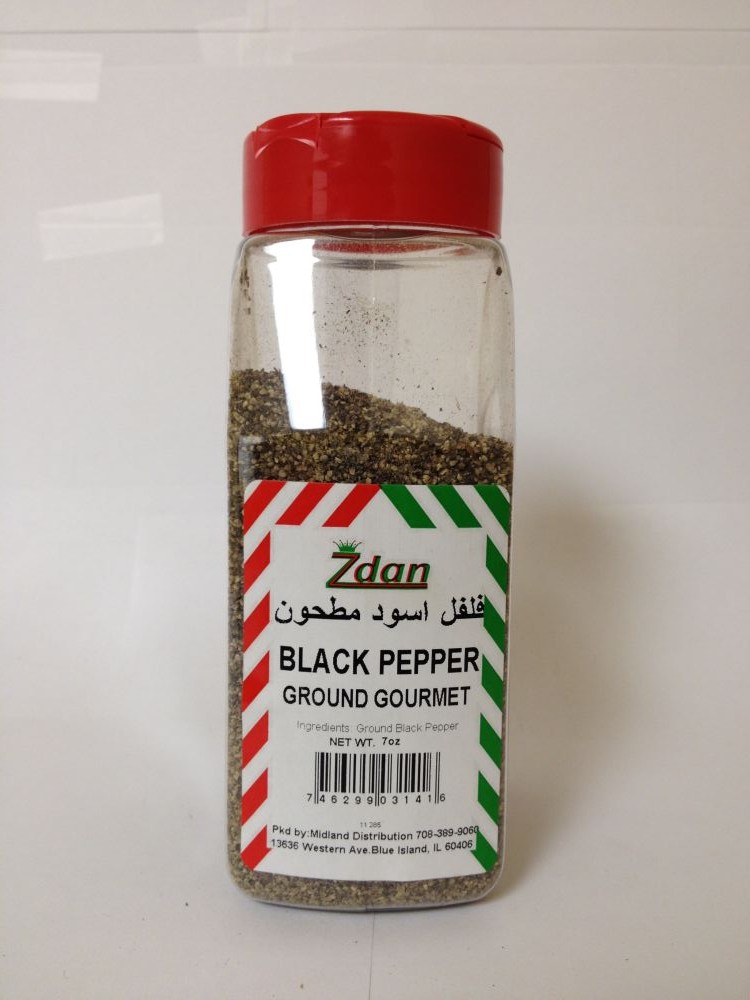 Zdan
فلفل اسود مطحون
BLACK PEPPER
GROUND GOURMET
Ingredients: Ground Black Pepper
NET WT. 7oz
7 46299 03141 6
11 285
Pkd by:Midland Distribution 708-389-9060
13636 Western Ave.Blue Island, IL 60406